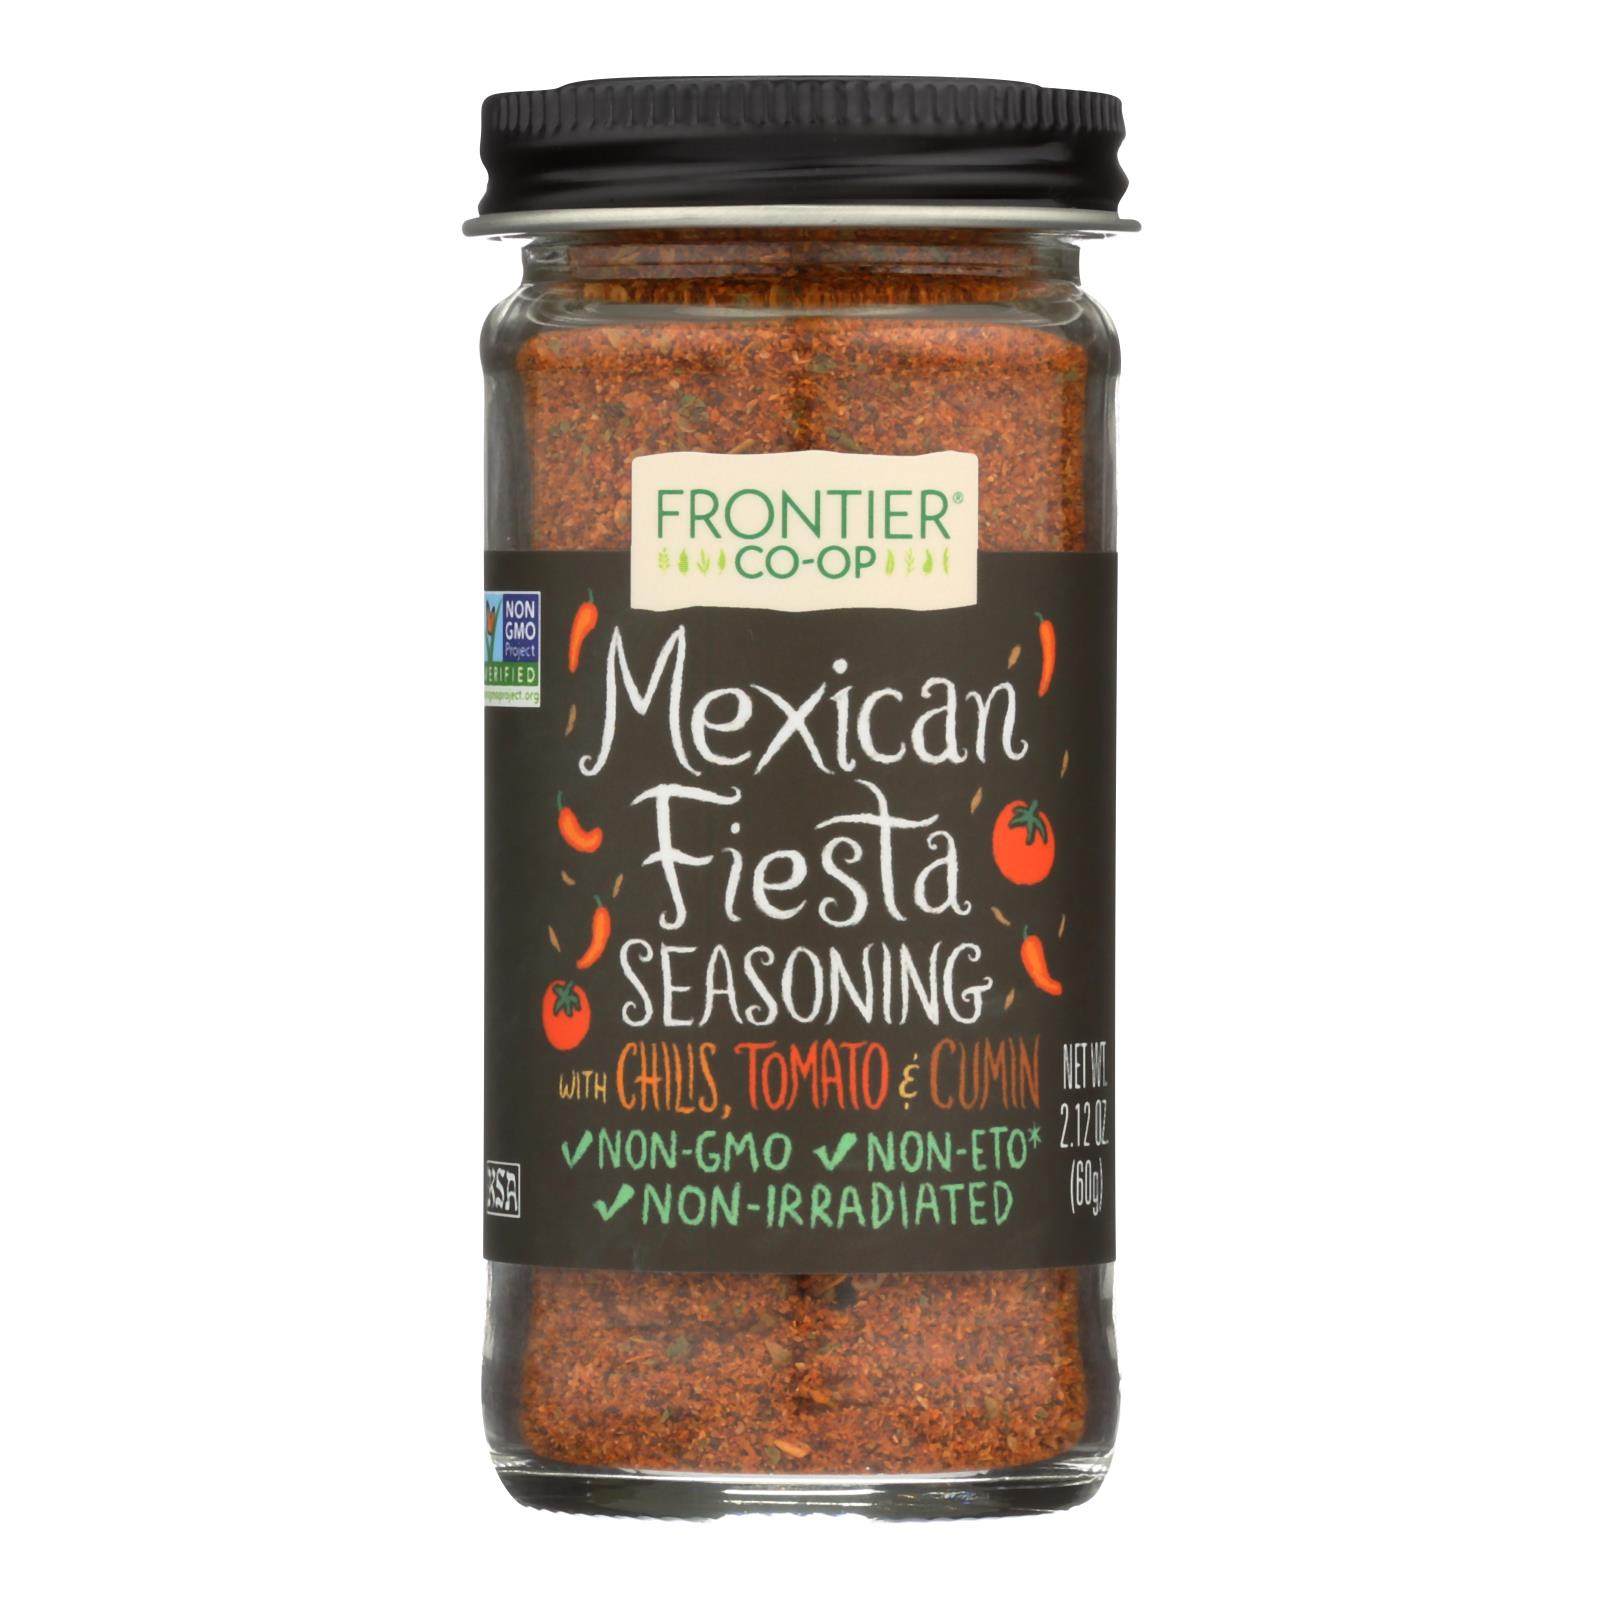 FRONTIER®
CO-OP
NON
GMO
Project
VERIFIED
Mexican
Fiesta
SEASONING
WITH CHILIS, TOMATO & CUMIN
NET WT.
2.12 OZ.
(60g)
✓NON-GMO ✓NON-ETO*
✓NON-IRRADIATED
KSA